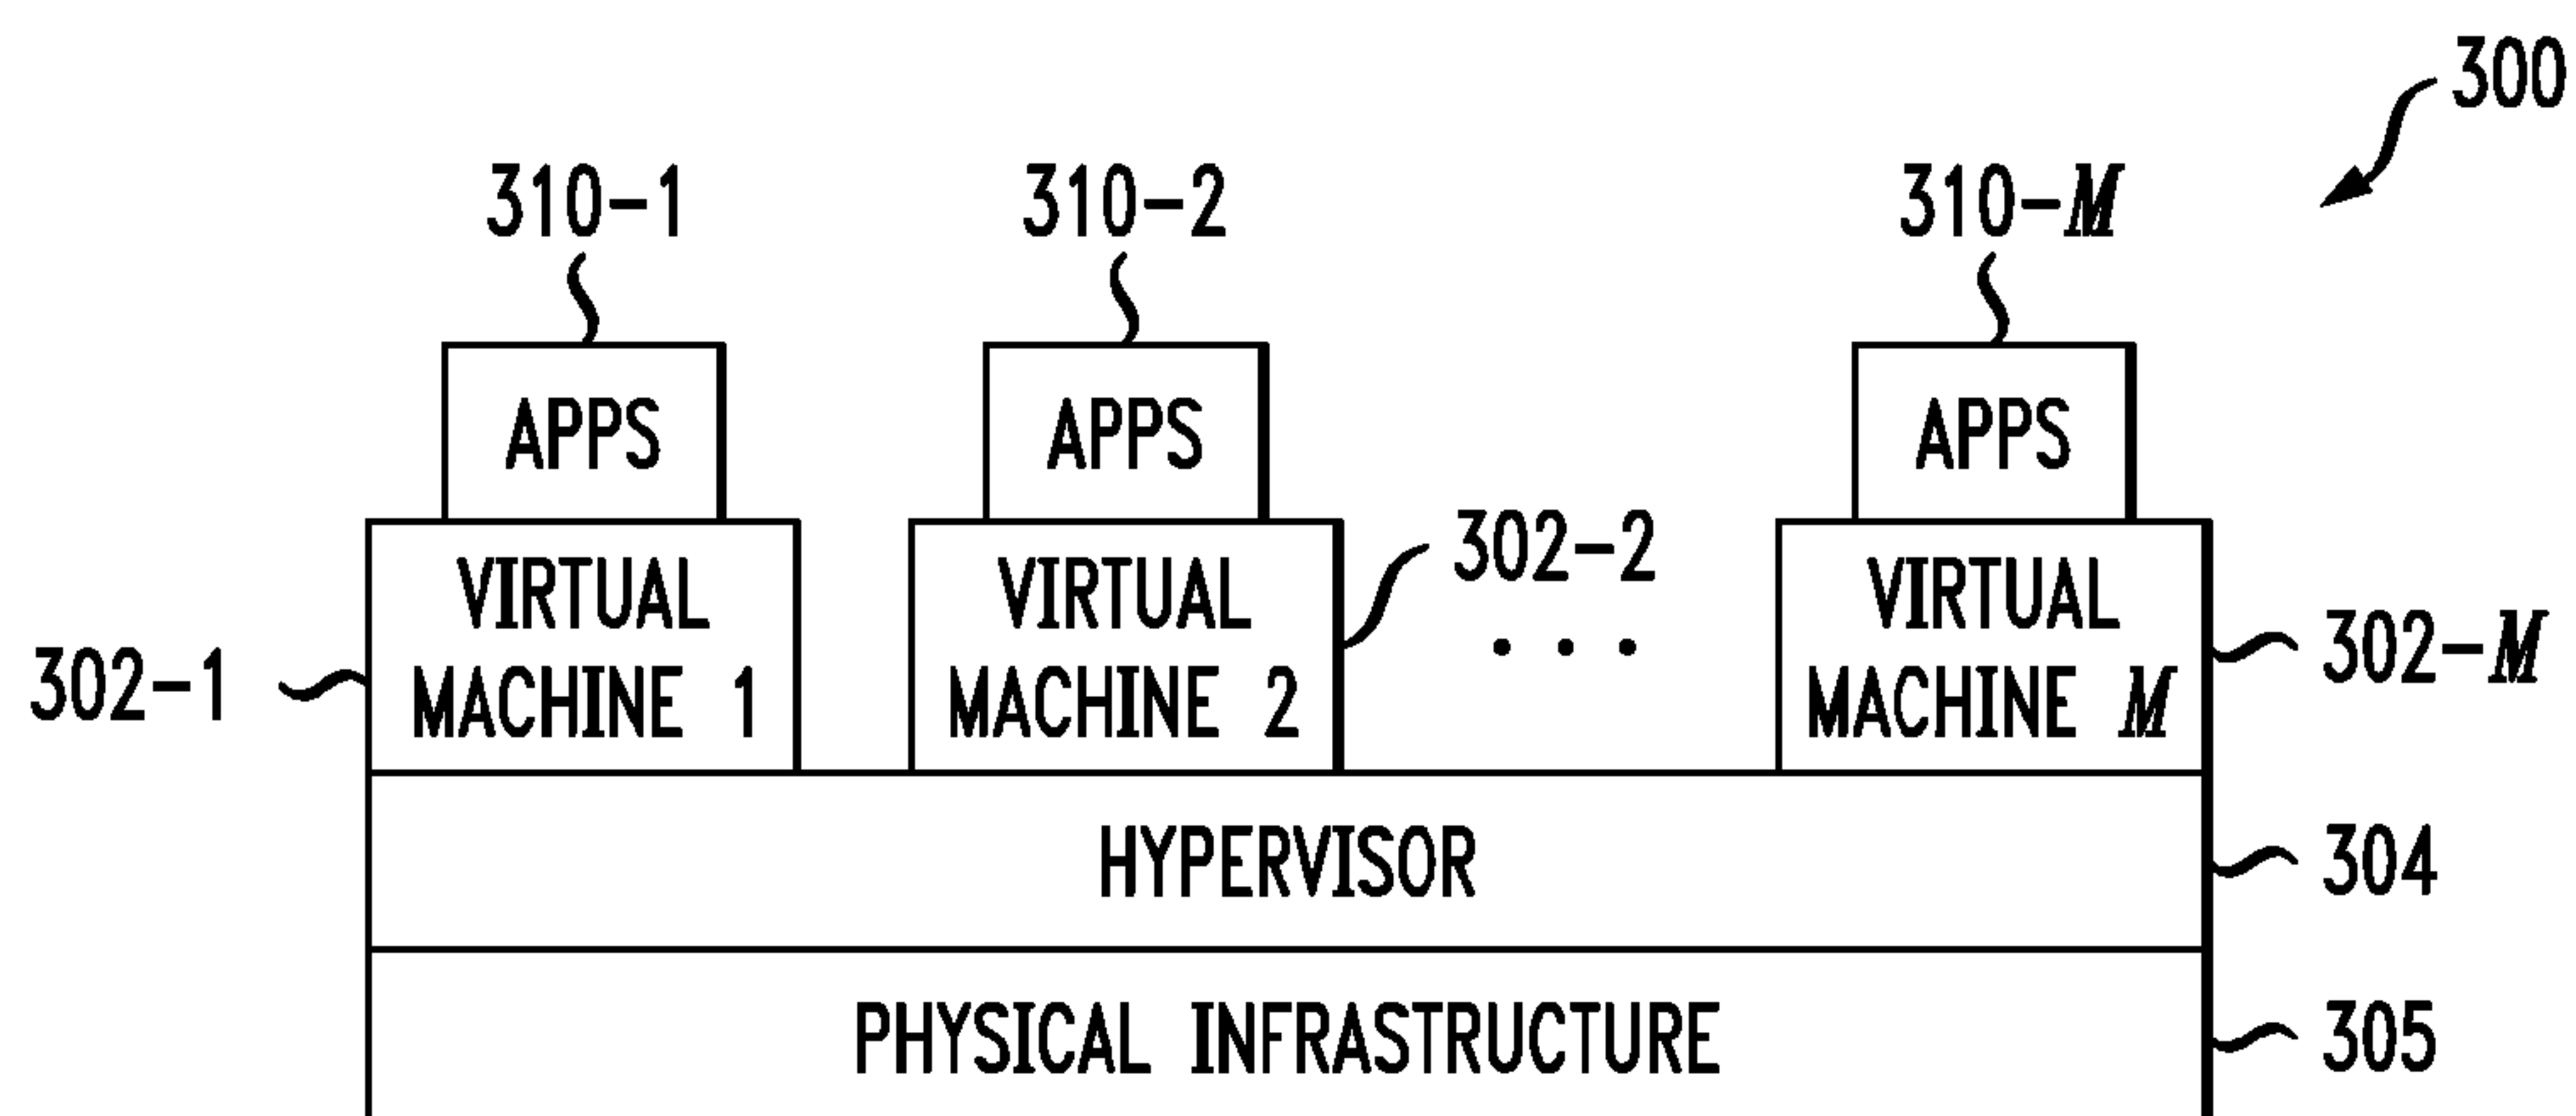 300
310-1
310-2
310-M
APPS
APPS
APPS
302-1
VIRTUAL
MACHINE 1
VIRTUAL
MACHINE 2
302-2
. . .
VIRTUAL
MACHINE M
302-M
HYPERVISOR
304
PHYSICAL INFRASTRUCTURE
305